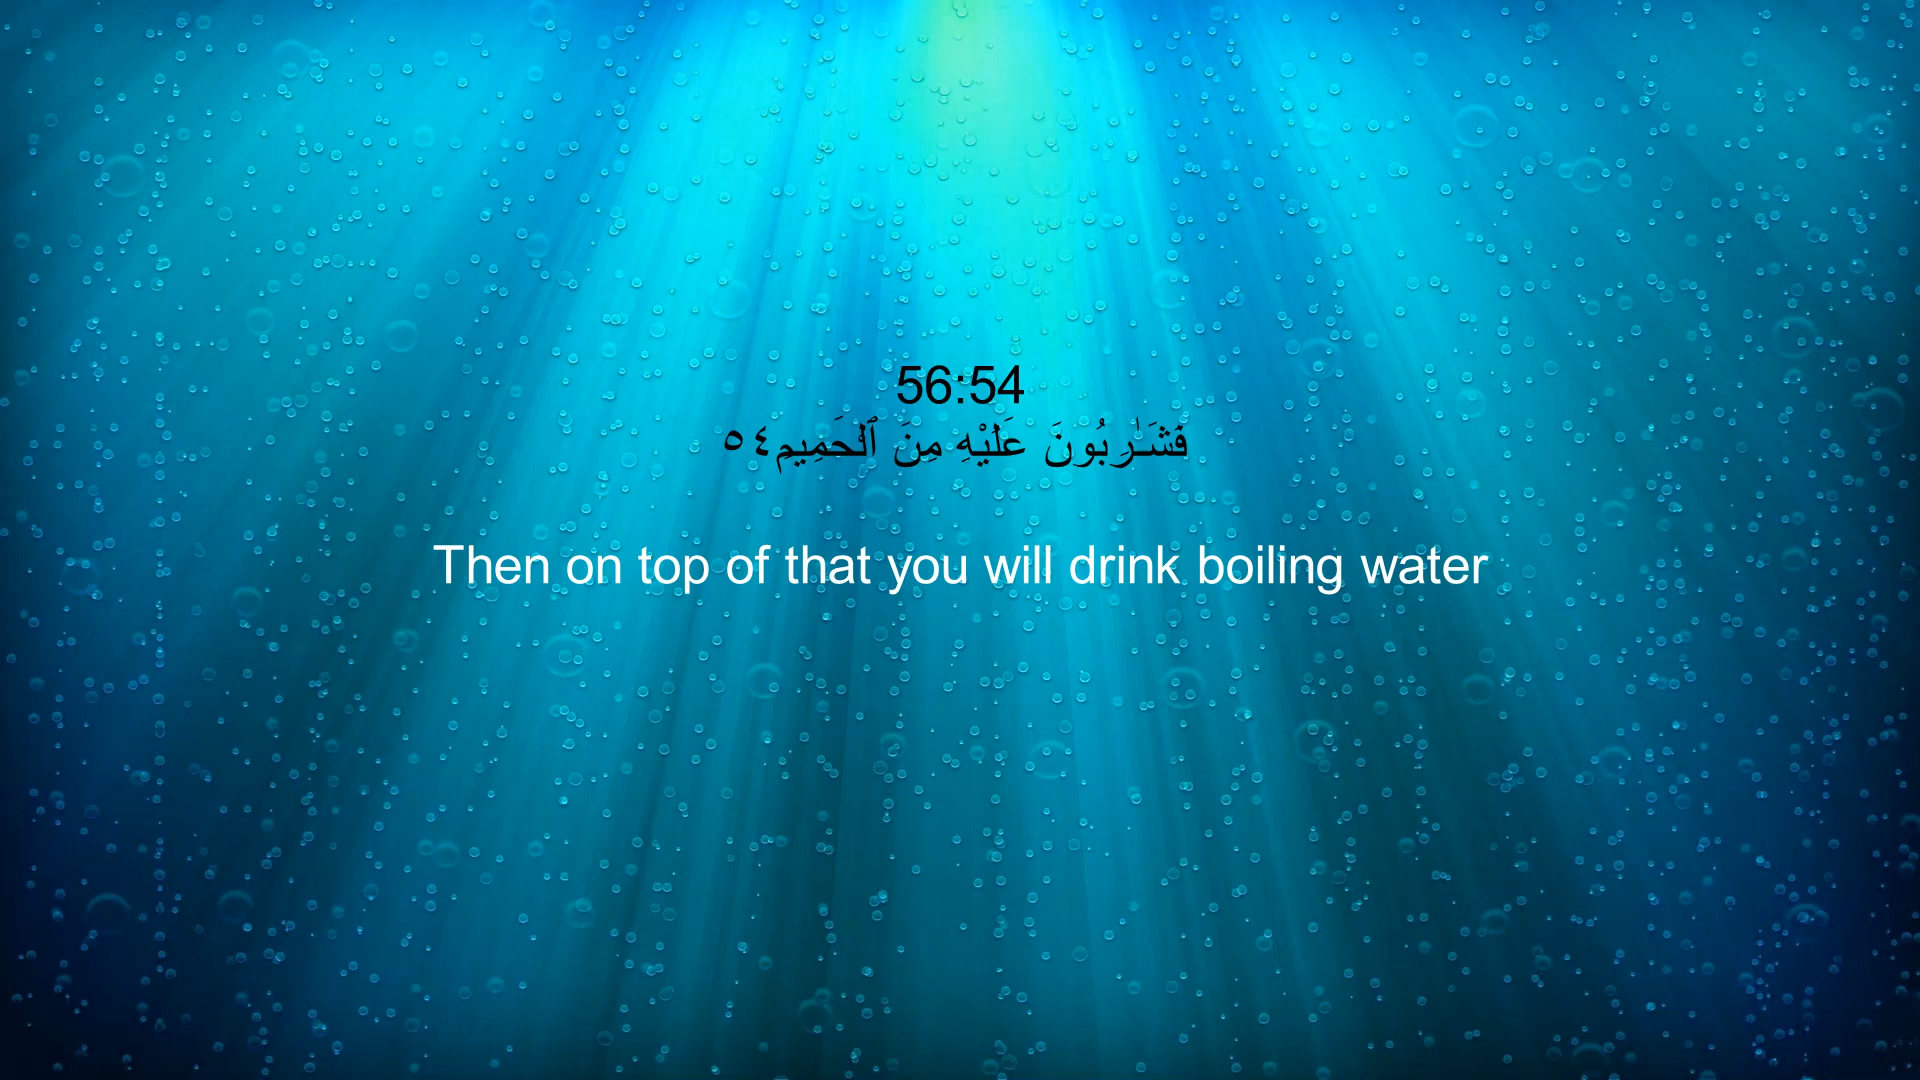 56:54
فَشَـٰرِبُونَ عَلَيْهِ مِنَ ٱلْحَمِيمِ٥٤
Then on top of that you will drink boiling water